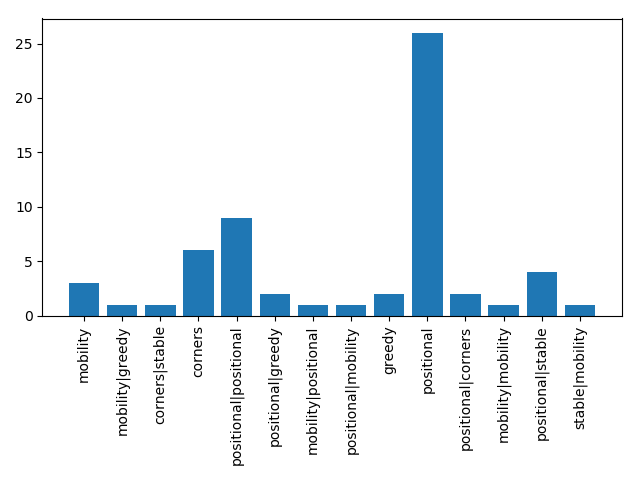 25
20
15
10
5
0
mobility
mobility|greedy
corners|stable
corners
positional|positional
positional|greedy
mobility|positional
positional|mobility
greedy
positional
positional|corners
mobility|mobility
positional|stable
stable|mobility